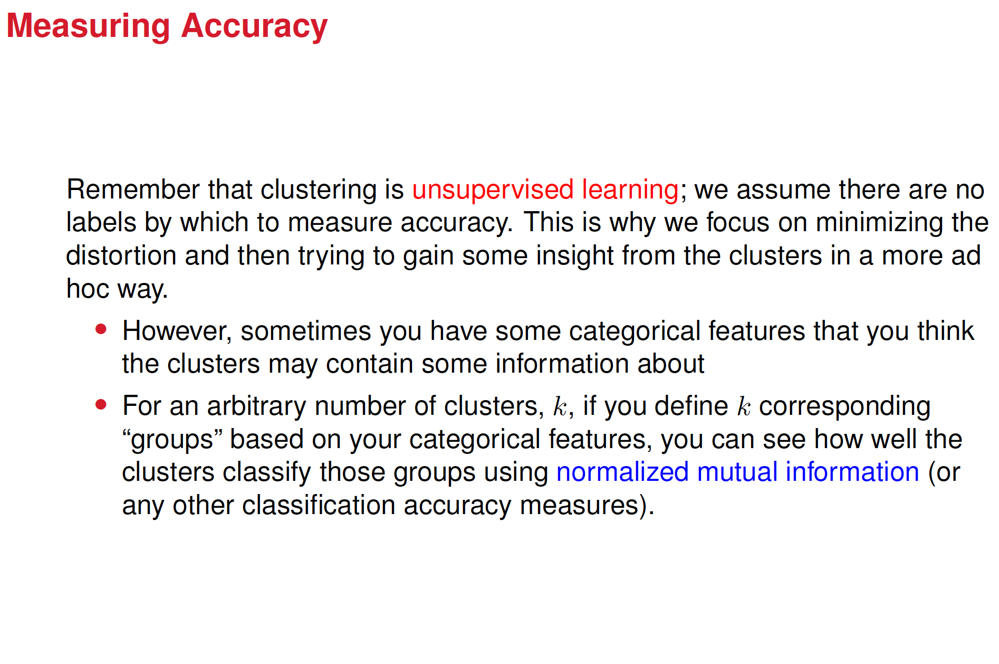 Measuring Accuracy
Remember that clustering is unsupervised learning; we assume there are no
labels by which to measure accuracy. This is why we focus on minimizing the
distortion and then trying to gain some insight from the clusters in a more ad
hoc way.
• However, sometimes you have some categorical features that you think
the clusters may contain some information about
• For an arbitrary number of clusters, k, if you define k corresponding
“groups” based on your categorical features, you can see how well the
clusters classify those groups using normalized mutual information (or
any other classification accuracy measures).